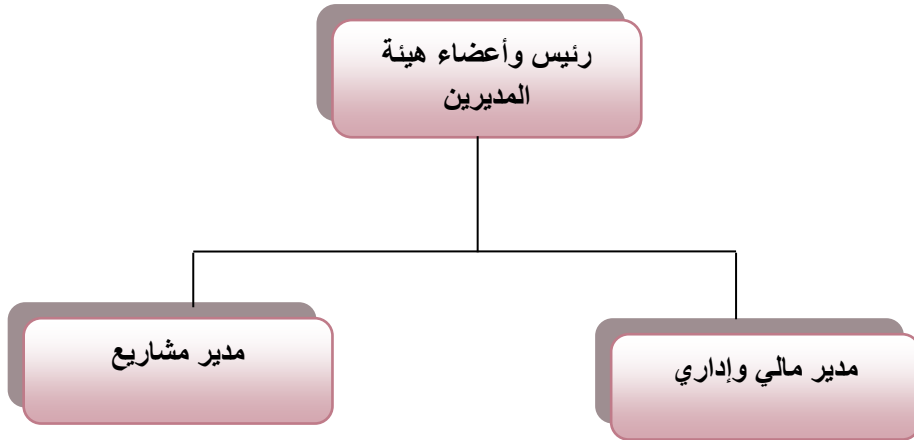 رئيس وأعضاء هيئة
المديرين
مدير مالي وإداري
مدير مشاريع